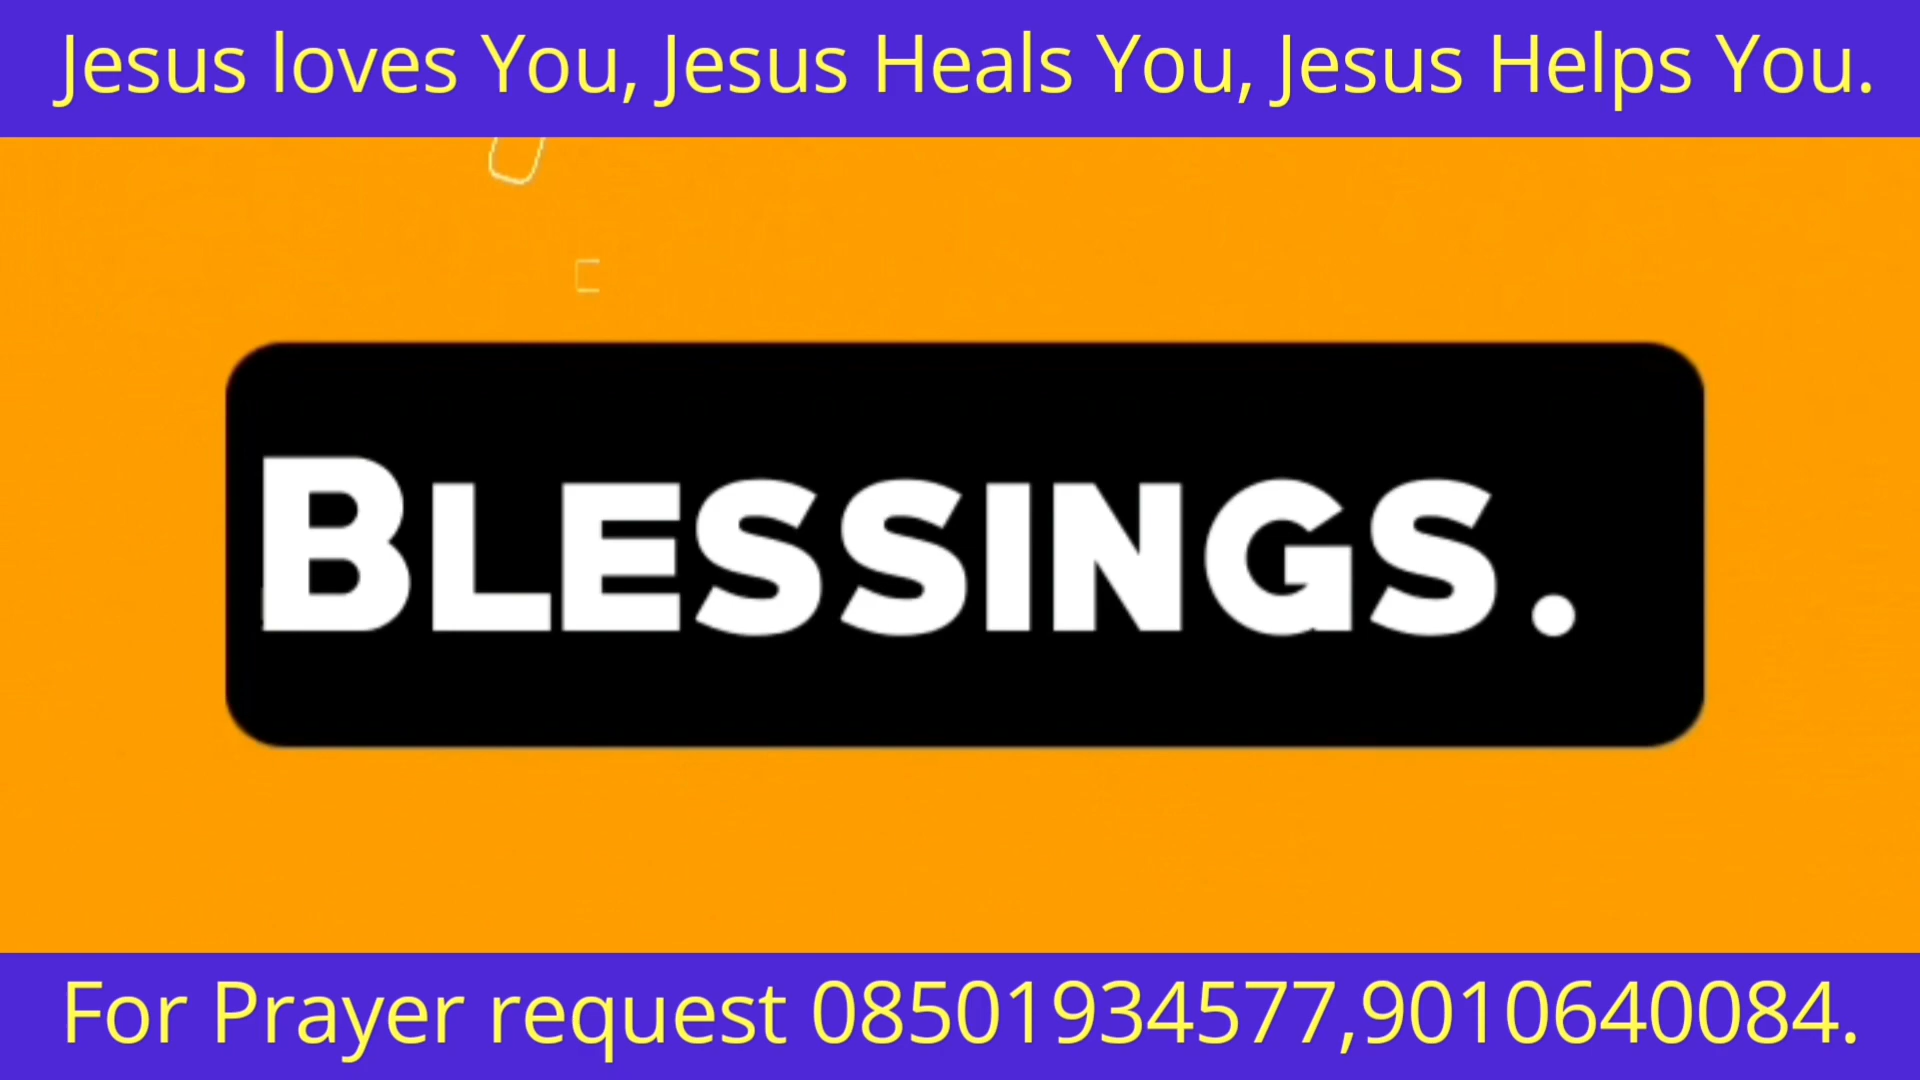 Jesus loves You, Jesus Heals You, Jesus Helps You.
BLESSINGS.
For Prayer request 08501934577,9010640084.